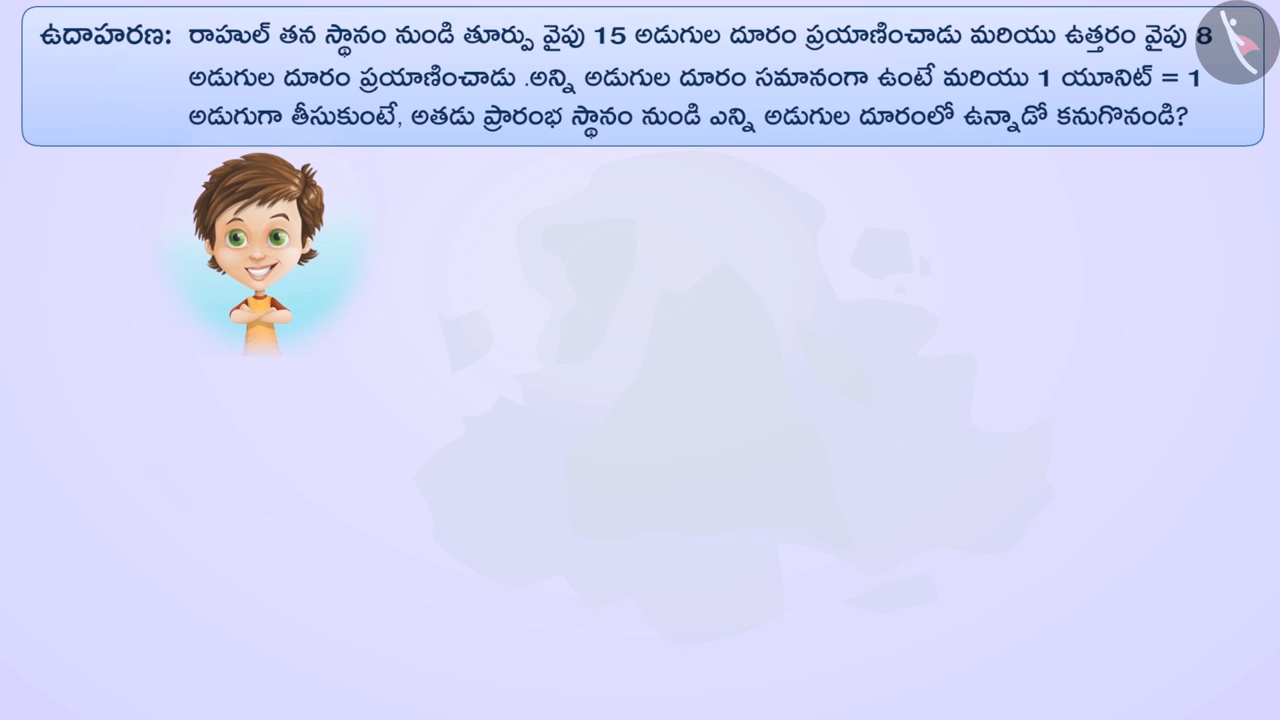 ఉదాహరణ: రాహుల్ తన స్థానం నుండి తూర్పు వైపు 15 అడుగుల దూరం ప్రయాణించాడు మరియు ఉత్తరం వైపు 8
అడుగుల దూరం ప్రయాణించాడు .అన్ని అడుగుల దూరం సమానంగా ఉంటే మరియు 1 యూనిట్ = 1
అడుగుగా తీసుకుంటే, అతడు ప్రారంభ స్థానం నుండి ఎన్ని అడుగుల దూరంలో ఉన్నాడో కనుగొనండి?